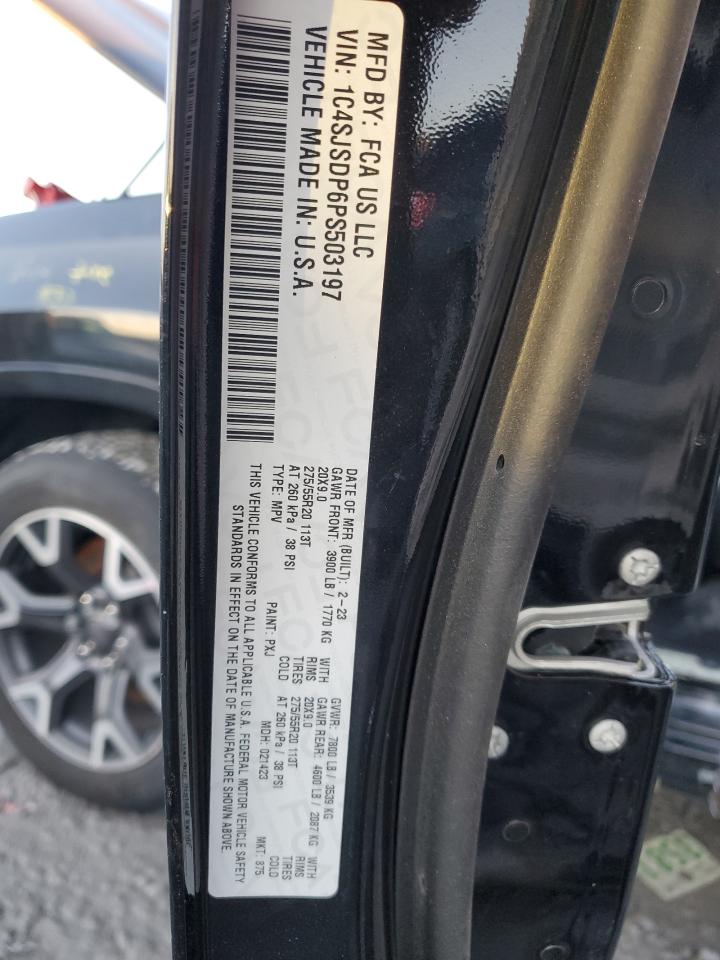 MFD BY: FCA US LLC
VIN: 1C4SJSDP6PS503197
VEHICLE MADE IN: U.S.A.
DATE OF MFR (BUILT): 2-23 GVWR: 7800 LB / 3539 KG
GAWR FRONT: 3900 LB / 1770 KG WITH GAWR REAR: 4600 LB / 2087 KG WITH
20X9.0 RIMS 20X9.0 RIMS
275/55R20 113T TIRES 275/55R20 113T TIRES
AT 260 kPa / 38 PSI COLD AT 260 kPa / 38 PSI COLD
TYPE: MPV PAINT: PXJ MDH: 021423 MKT: 875
THIS VEHICLE CONFORMS TO ALL APPLICABLE U.S.A. FEDERAL MOTOR VEHICLE SAFETY
STANDARDS IN EFFECT ON THE DATE OF MANUFACTURE SHOWN ABOVE.